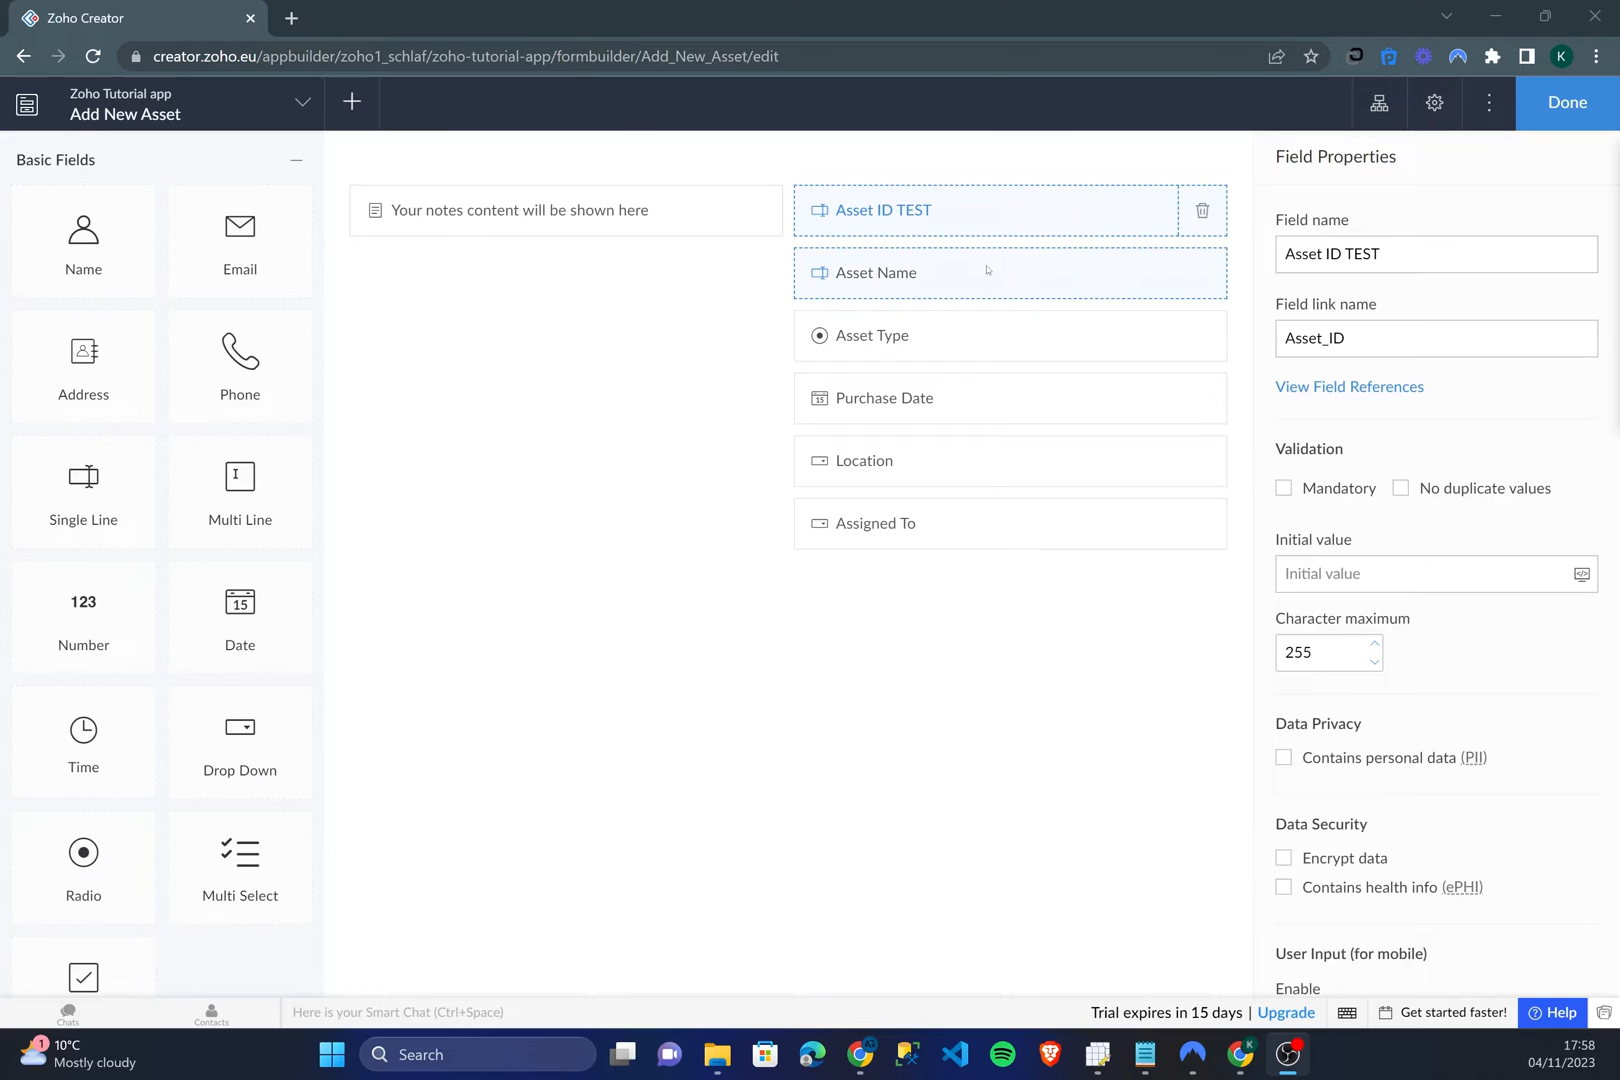 Zoho Creator
creator.zoho.eu/appbuilder/zoho1_schlaf/zoho-tutorial-app/formbuilder/Add_New_Asset/edit
K
Zoho Tutorial app
Add New Asset
Done
Basic Fields
Name
Email
Address
Phone
Single Line
Multi Line
123
Number
15
Date
Time
Drop Down
Radio
Multi Select
Your notes content will be shown here
Asset ID TEST
Asset Name
Asset Type
15 Purchase Date
Location
Assigned To
Field Properties
Field name
Asset ID TEST
Field link name
Asset_ID
View Field References
Validation
Mandatory No duplicate values
Initial value
Initial value
Character maximum
255
Data Privacy
Contains personal data (PII)
Data Security
Encrypt data
Contains health info (ePHI)
User Input (for mobile)
Enable
Chats
Contacts
Here is your Smart Chat (Ctrl+Space)
Trial expires in 15 days | Upgrade
Get started faster!
? Help
1
10°C
Mostly cloudy
Search
K
17:58
04/11/2023